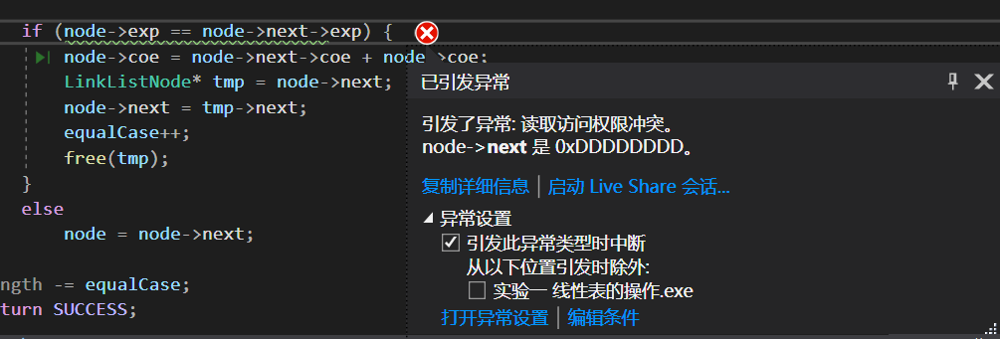 if (node->exp == node->next->exp) {
node->coe = node->next->coe + node->coe;
LinkListNode* tmp = node->next;
node->next = tmp->next;
equalCase++;
free(tmp);
}
else
node = node->next;
ngth -= equalCase;
turn SUCCESS;
已引发异常
引发了异常: 读取访问权限冲突。
node->next 是 0xDDDDDDDD。
复制详细信息 | 启动 Live Share 会话...
异常设置
引发此异常类型时中断
从以下位置引发时除外:
实验一 线性表的操作.exe
打开异常设置 | 编辑条件